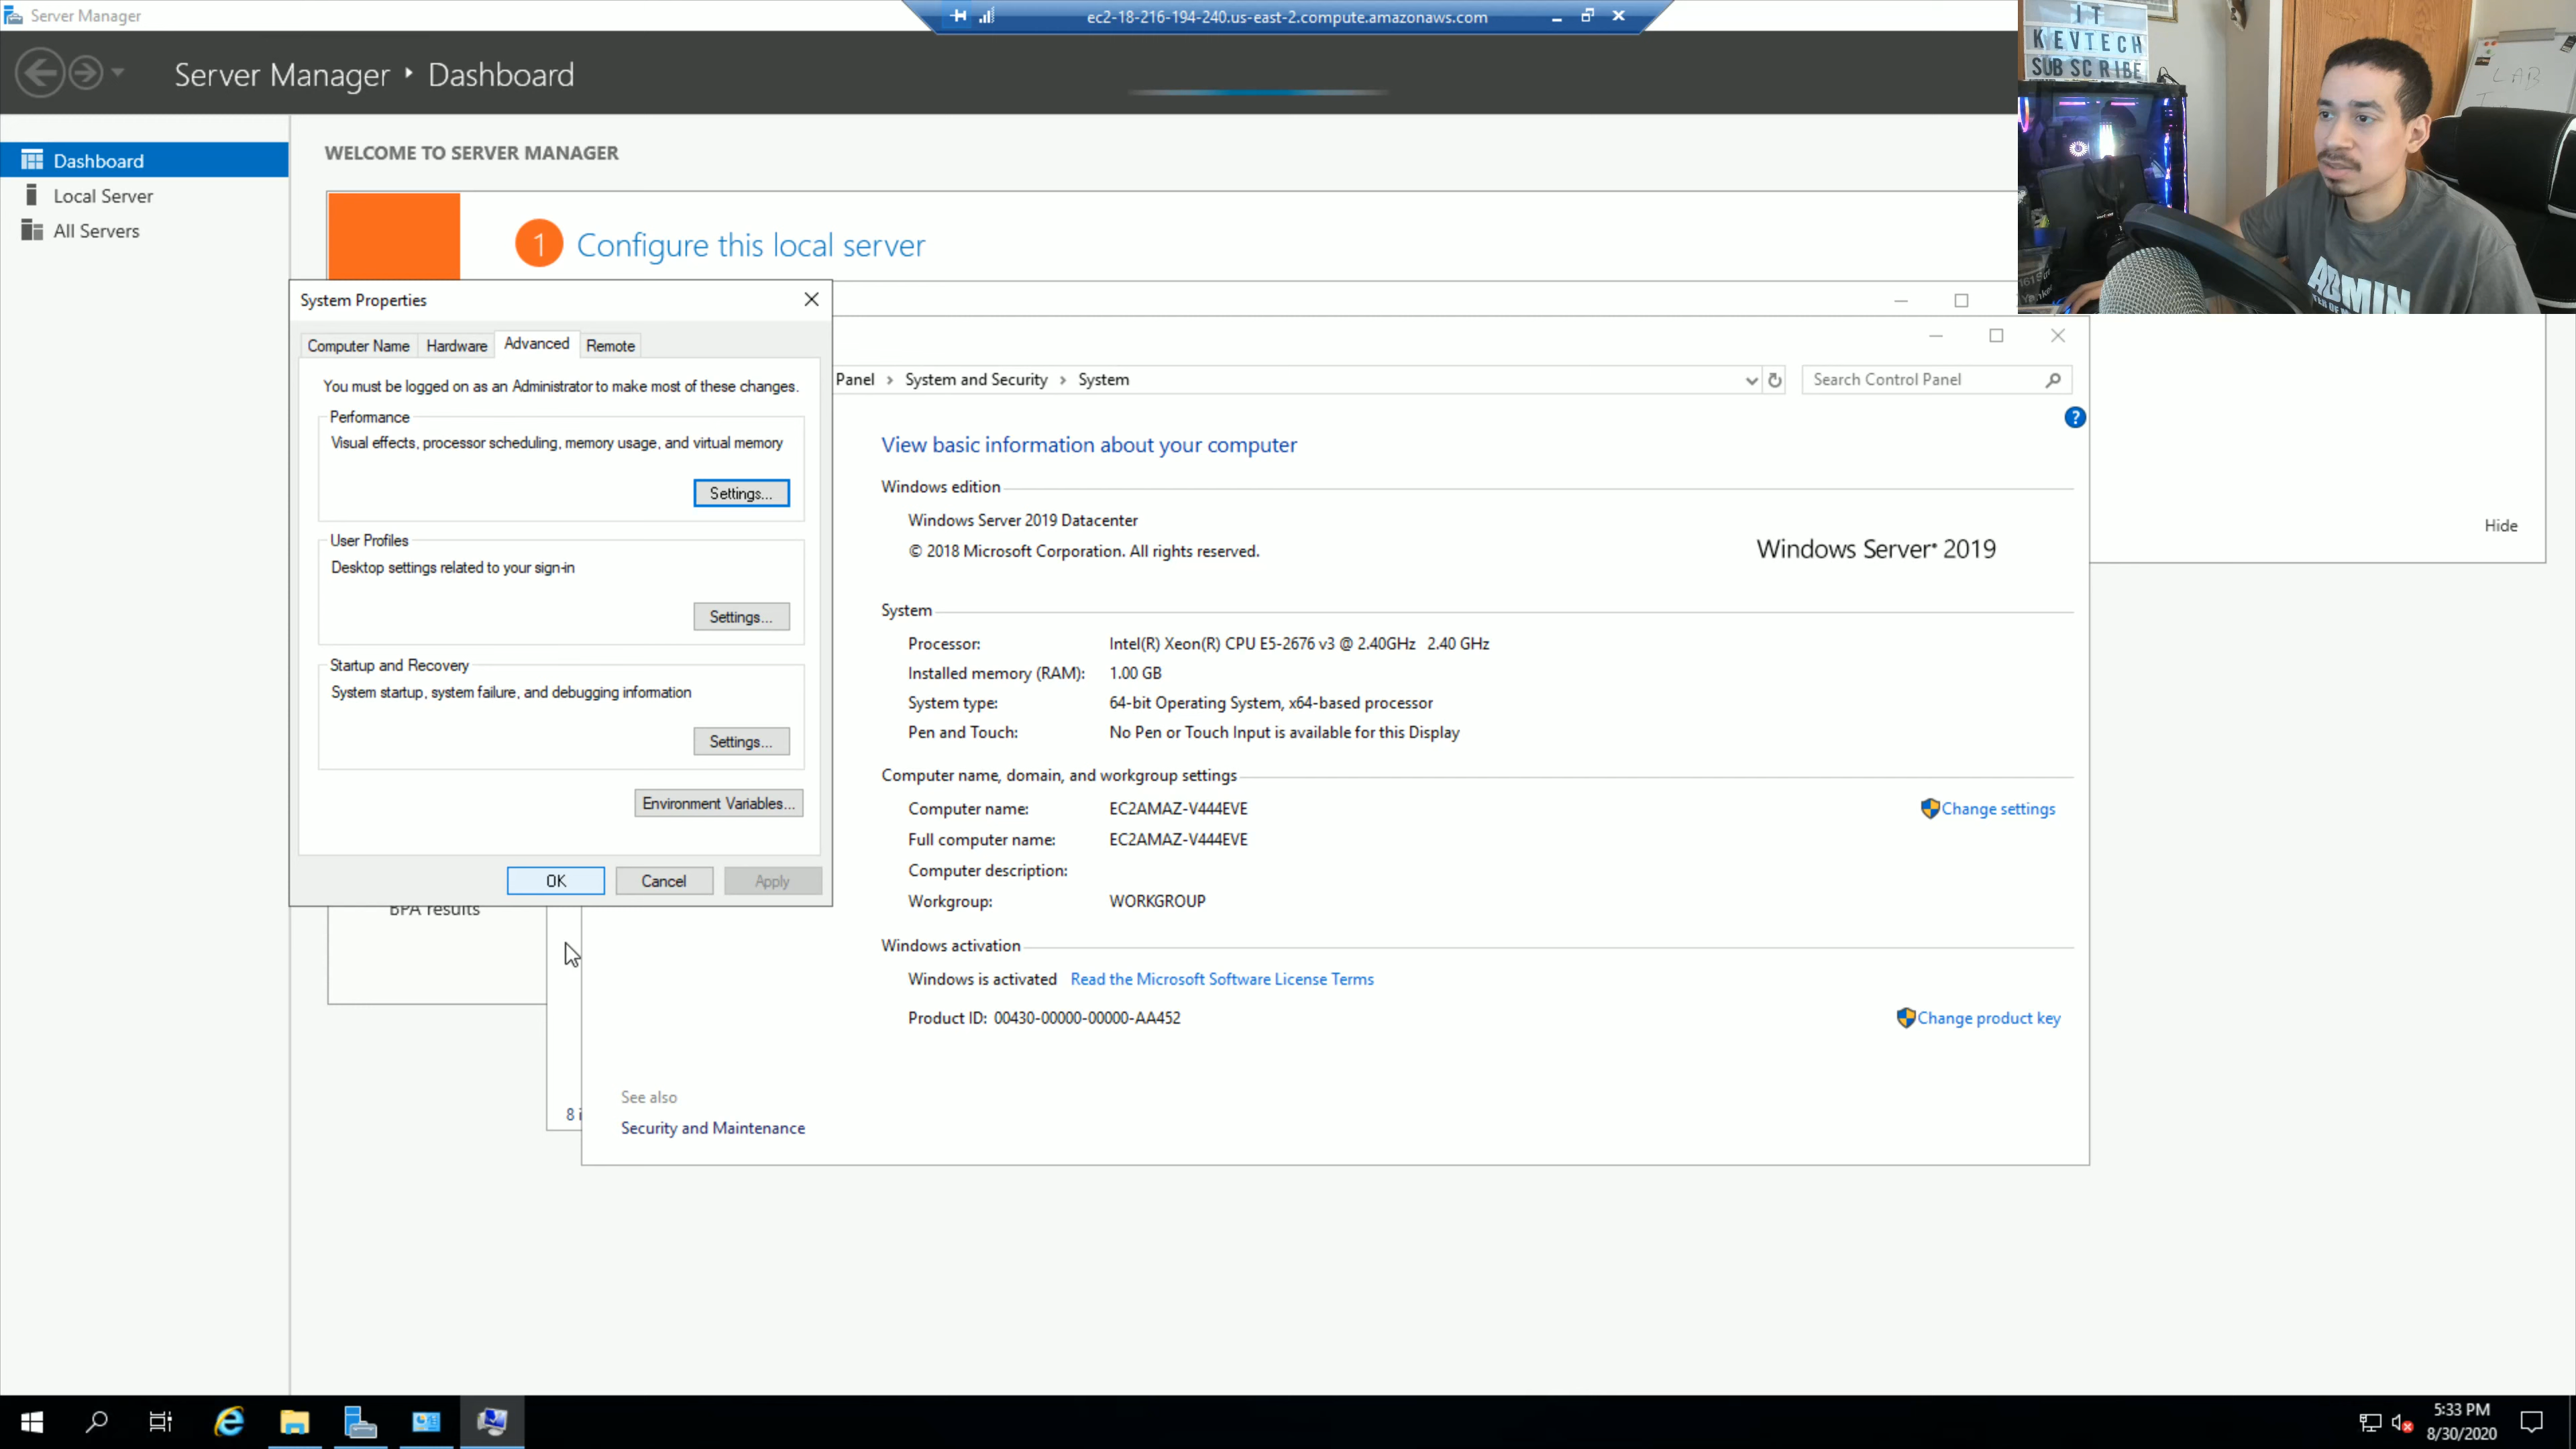 Server Manager
ec2-18-216-194-240.us-east-2.compute.amazonaws.com
IT
KEVTECH
SUBSCRIBE
LAB
ADMIN
Server Manager ‣ Dashboard
Dashboard
Local Server
All Servers
WELCOME TO SERVER MANAGER
1 Configure this local server
Hide
System Properties
Computer Name
Hardware
Advanced
Remote
You must be logged on as an Administrator to make most of these changes.
Performance
Visual effects, processor scheduling, memory usage, and virtual memory
Settings...
User Profiles
Desktop settings related to your sign-in
Settings...
Startup and Recovery
System startup, system failure, and debugging information
Settings...
Environment Variables...
OK
Cancel
Apply
BPA results
8 i
Panel › System and Security › System
Search Control Panel
?
View basic information about your computer
Windows edition
Windows Server 2019 Datacenter
© 2018 Microsoft Corporation. All rights reserved.
Windows Server® 2019
System
Processor: Intel(R) Xeon(R) CPU E5-2676 v3 @ 2.40GHz 2.40 GHz
Installed memory (RAM): 1.00 GB
System type: 64-bit Operating System, x64-based processor
Pen and Touch: No Pen or Touch Input is available for this Display
Computer name, domain, and workgroup settings
Computer name: EC2AMAZ-V444EVE
Change settings
Full computer name: EC2AMAZ-V444EVE
Computer description:
Workgroup: WORKGROUP
Windows activation
Windows is activated Read the Microsoft Software License Terms
Product ID: 00430-00000-00000-AA452
Change product key
See also
Security and Maintenance
5:33 PM
8/30/2020